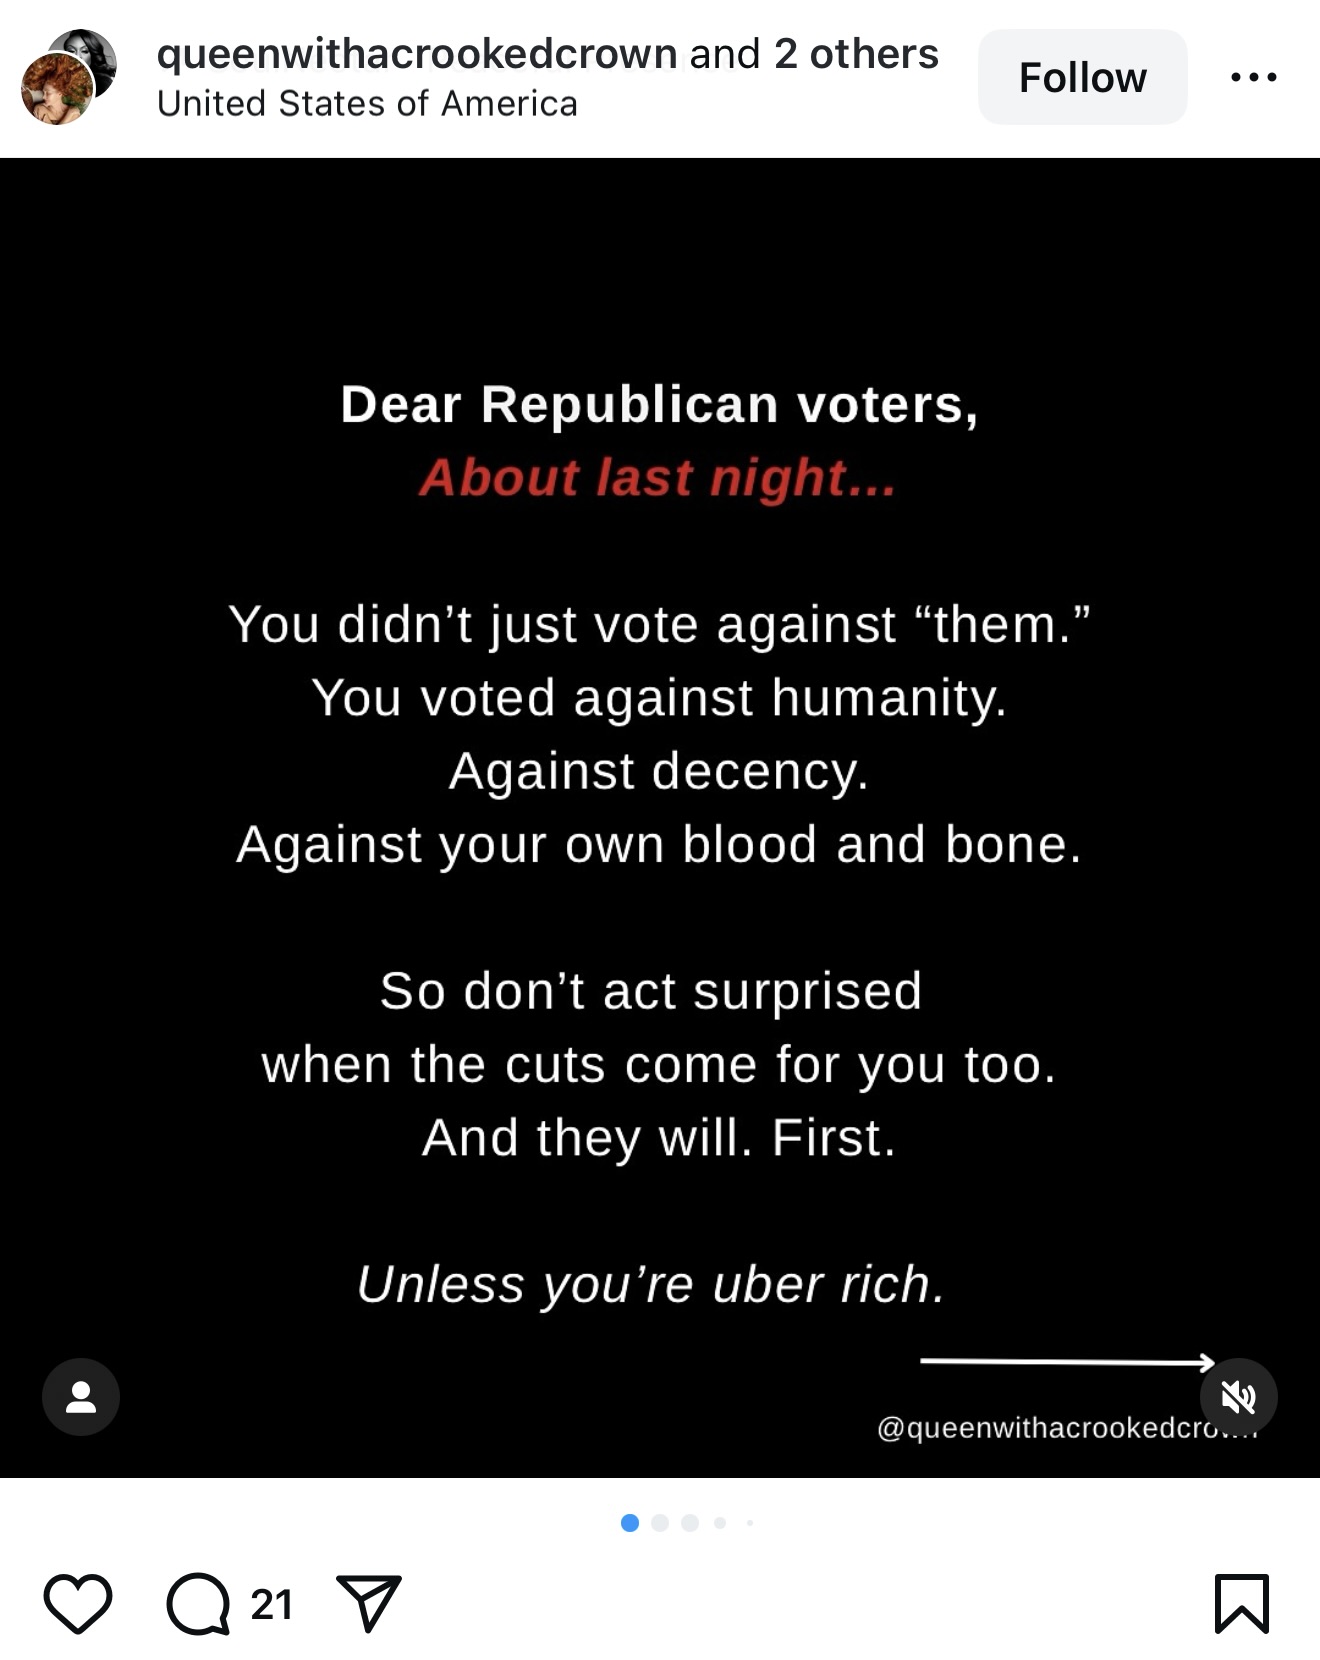 queenwithacrookedcrown and 2 others
United States of America
Follow
Dear Republican voters,
About last night...
You didn’t just vote against “them.”
You voted against humanity.
Against decency.
Against your own blood and bone.
So don’t act surprised
when the cuts come for you too.
And they will. First.
Unless you’re uber rich.
@queenwithacrookedcrown
21